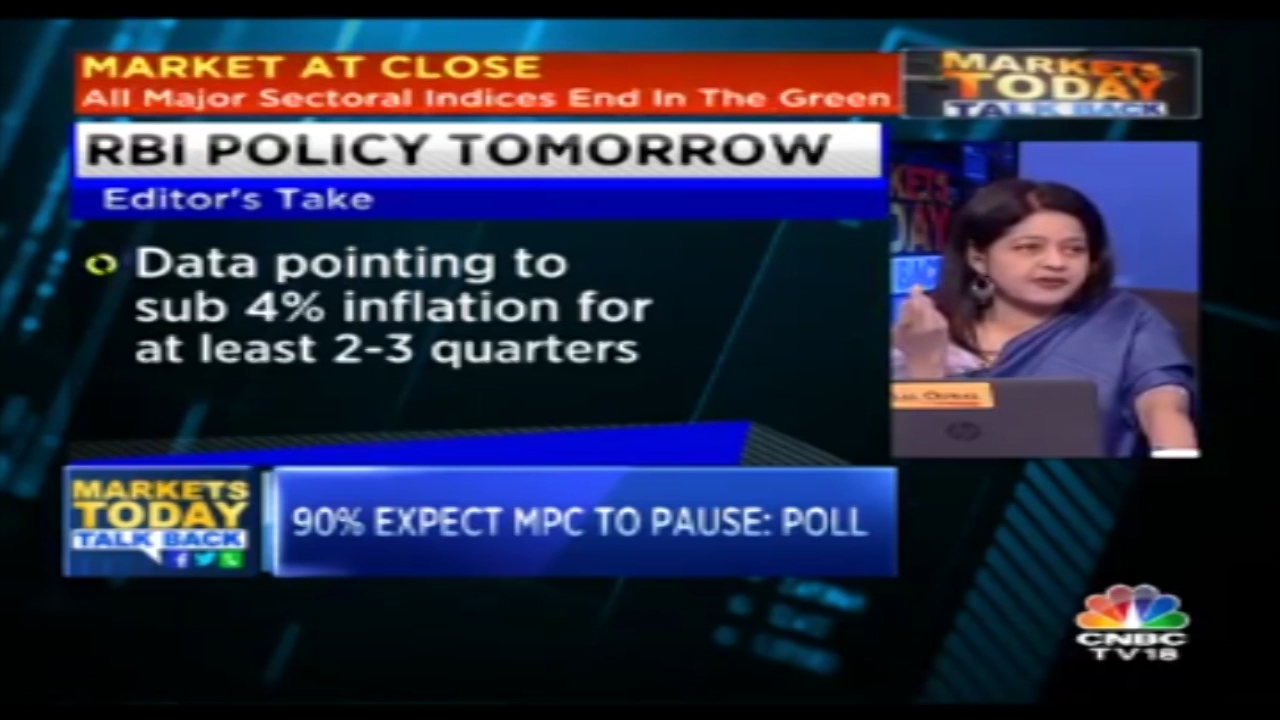 MARKET AT CLOSE
All Major Sectoral Indices End In The Green
MARKETS
TODAY
TALK BACK
RBi POLICY TOMORROW
Editor's Take
Data pointing to
sub 4% inflation for
at least 2-3 quarters
MARKETS
TODAY
TALK BACK
90% EXPECT MPC TO PAUSE: POLL
CNBC
TV18